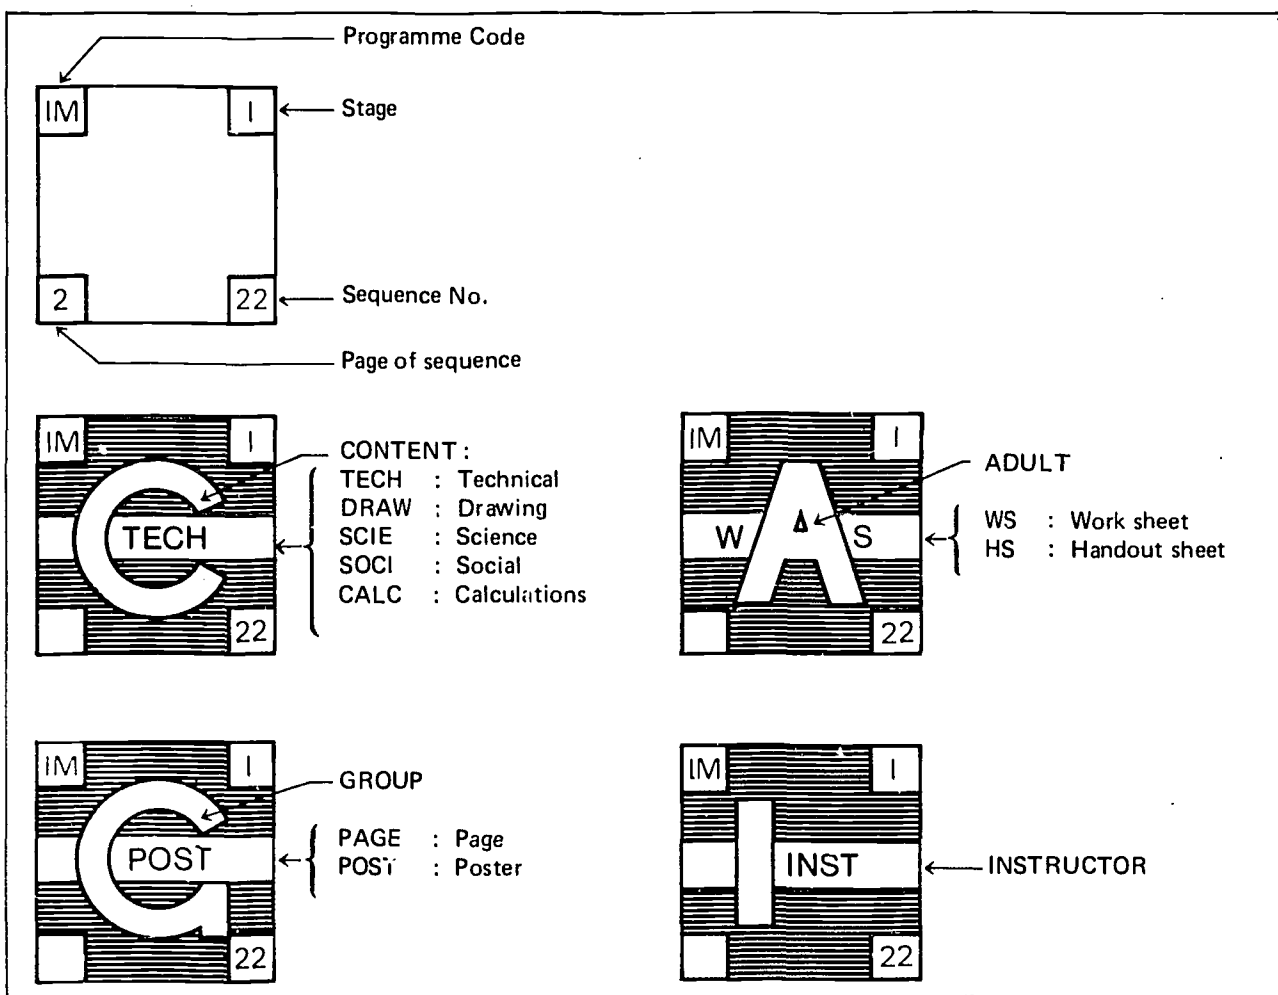 Programme Code
IM I Stage
2 22 Sequence No.
Page of sequence
IM I
CONTENT :
TECH : Technical
DRAW : Drawing
TECH
SCIE : Science
SOCI : Social
CALC : Calculations
22
IM I
ADULT
W A S
WS : Work sheet
HS : Handout sheet
22
IM I
GROUP
G
POST
PAGE : Page
POST : Poster
22
IM I
I INST INSTRUCTOR
22